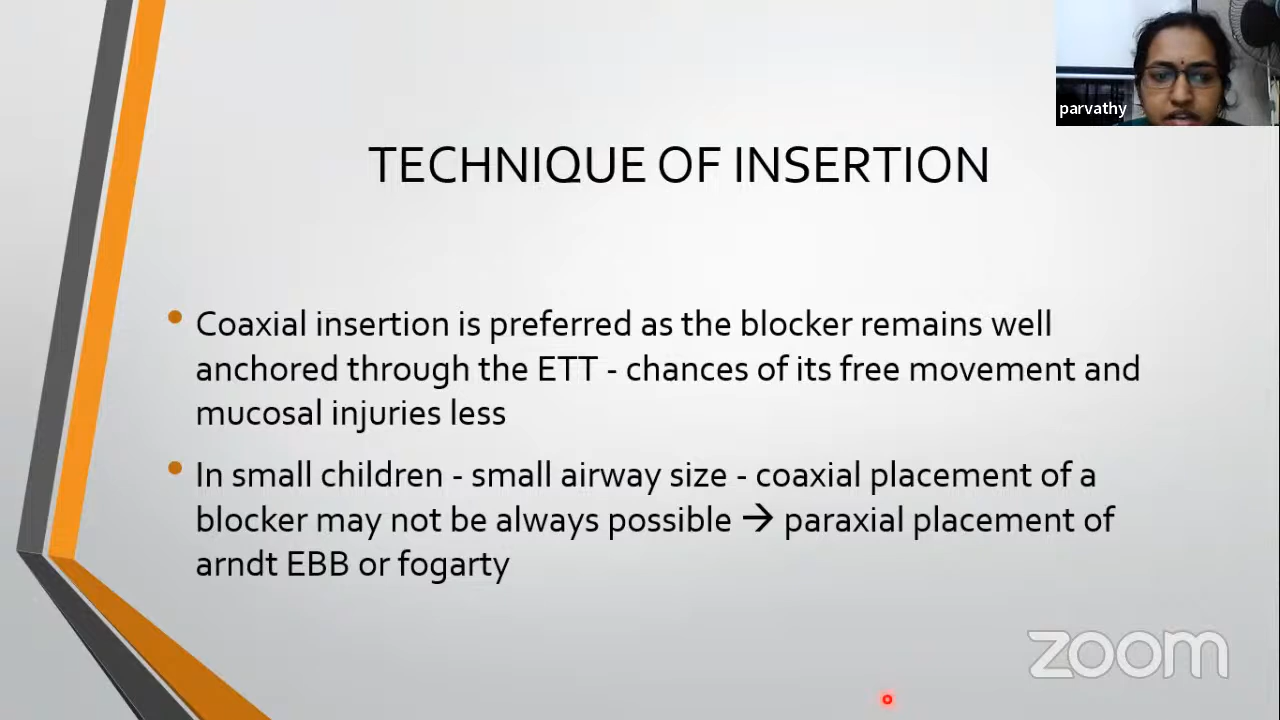 parvathy
TECHNIQUE OF INSERTION
• Coaxial insertion is preferred as the blocker remains well
anchored through the ETT - chances of its free movement and
mucosal injuries less
• In small children - small airway size - coaxial placement of a
blocker may not be always possible → paraxial placement of
arndt EBB or fogarty
zoom